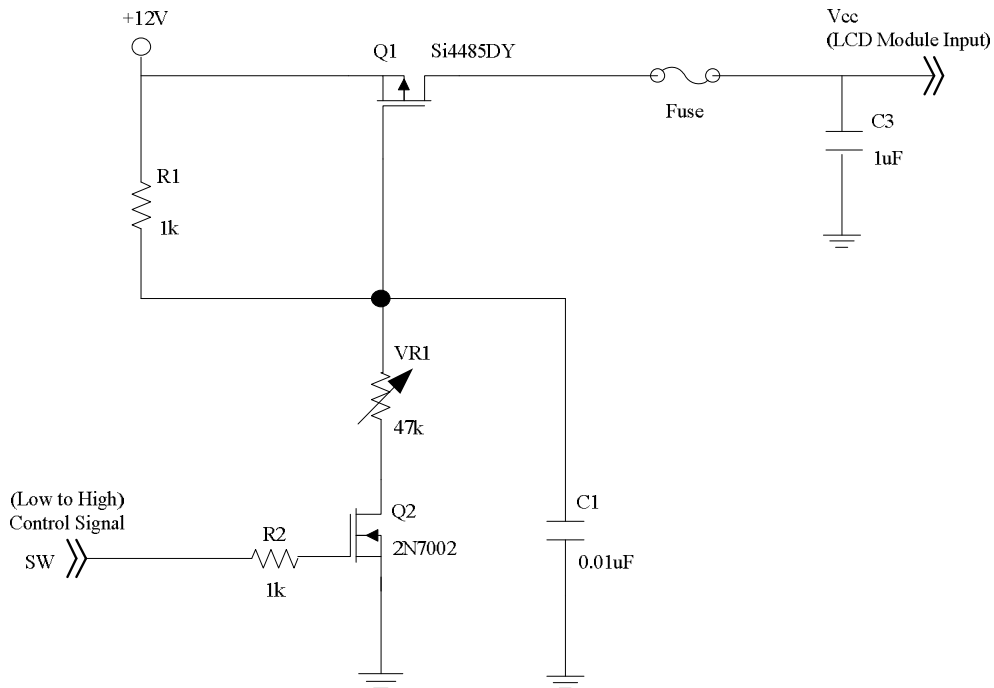 +12V
Q1
Si4485DY
Vcc
(LCD Module Input)
Fuse
C3
1uF
R1
1k
VR1
47k
(Low to High)
Control Signal
SW
R2
1k
Q2
2N7002
C1
0.01uF